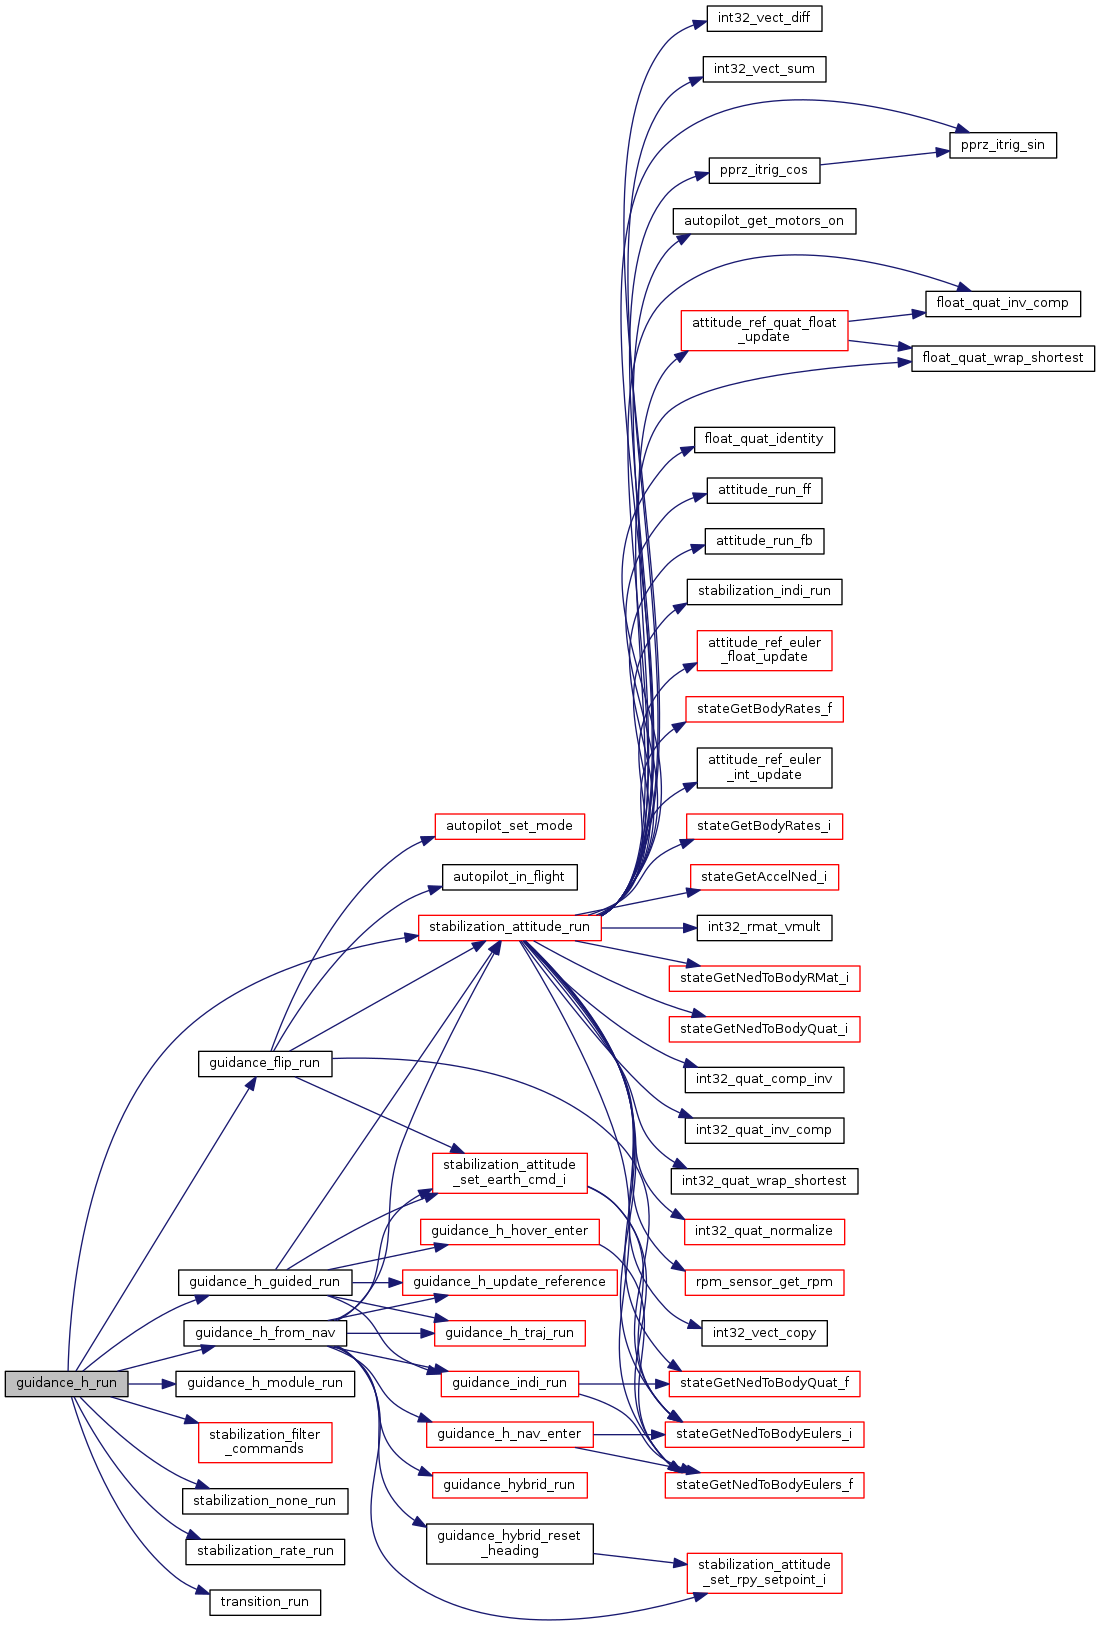 int32_vect_diff
int32_vect_sum
pprz_itrig_sin
pprz_itrig_cos
autopilot_get_motors_on
float_quat_inv_comp
attitude_ref_quat_float
_update
float_quat_wrap_shortest
float_quat_identity
attitude_run_ff
attitude_run_fb
stabilization_indi_run
attitude_ref_euler
_float_update
stateGetBodyRates_f
attitude_ref_euler
_int_update
autopilot_set_mode
stateGetBodyRates_i
autopilot_in_flight
stateGetAccelNed_i
stabilization_attitude_run
int32_rmat_vmult
stateGetNedToBodyRMat_i
stateGetNedToBodyQuat_i
guidance_flip_run
int32_quat_comp_inv
int32_quat_inv_comp
stabilization_attitude
_set_earth_cmd_i
int32_quat_wrap_shortest
guidance_h_hover_enter
int32_quat_normalize
guidance_h_guided_run
guidance_h_update_reference
rpm_sensor_get_rpm
guidance_h_from_nav
guidance_h_traj_run
int32_vect_copy
guidance_h_run
guidance_h_module_run
guidance_indi_run
stateGetNedToBodyQuat_f
stabilization_filter
_commands
guidance_h_nav_enter
stateGetNedToBodyEulers_i
stabilization_none_run
guidance_hybrid_run
stateGetNedToBodyEulers_f
stabilization_rate_run
guidance_hybrid_reset
_heading
stabilization_attitude
_set_rpy_setpoint_i
transition_run